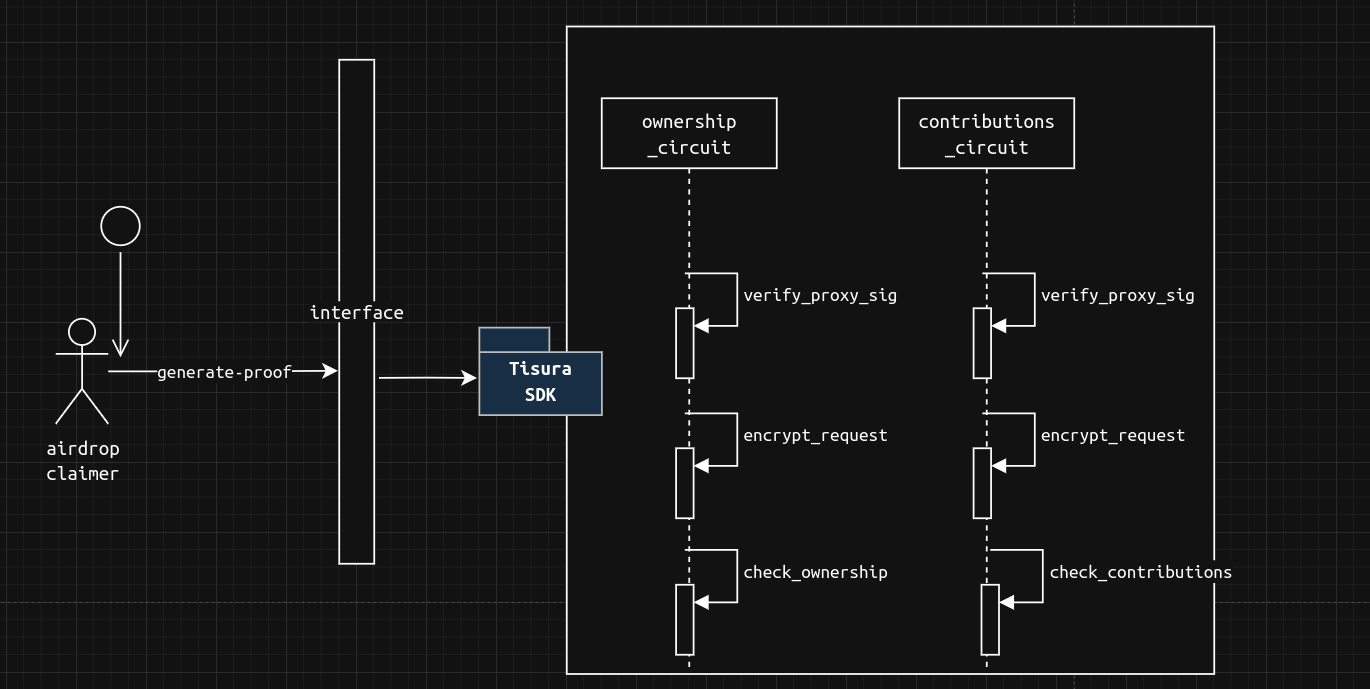 ownership
_circuit
contributions
_circuit
verify_proxy_sig
verify_proxy_sig
interface
generate-proof
Tisura
SDK
airdrop
claimer
encrypt_request
encrypt_request
check_ownership
check_contributions